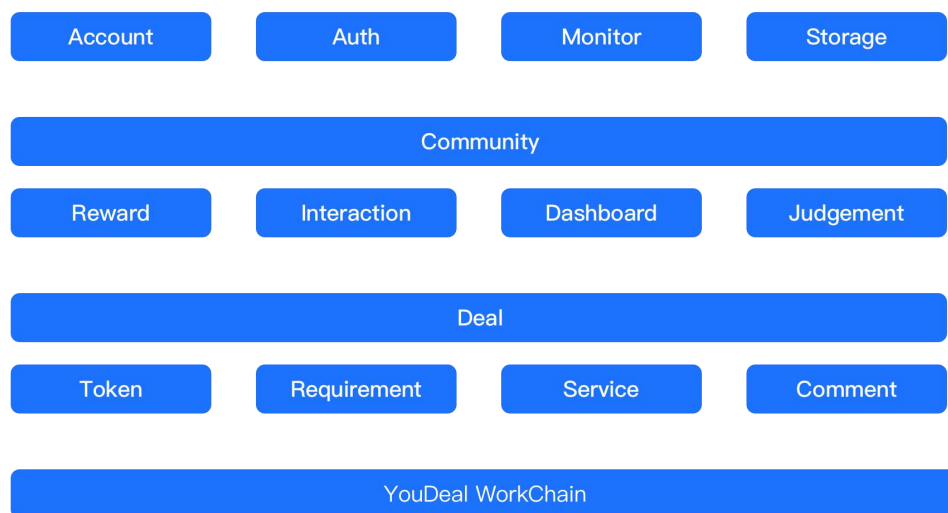 Account Auth Monitor Storage
Community
Reward Interaction Dashboard Judgement
Deal
Token Requirement Service Comment
YouDeal WorkChain